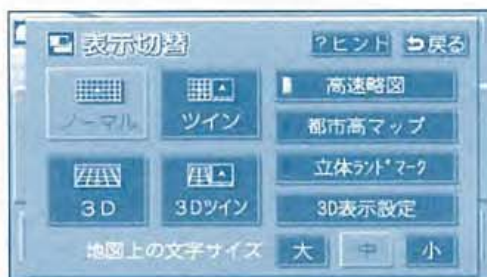 表示切替
?ヒント
戻る
ノーマル
ツイン
高速略図
都市高マップ
3D
3Dツイン
立体ランドマーク
3D表示設定
地図上の文字サイズ
大
中
小